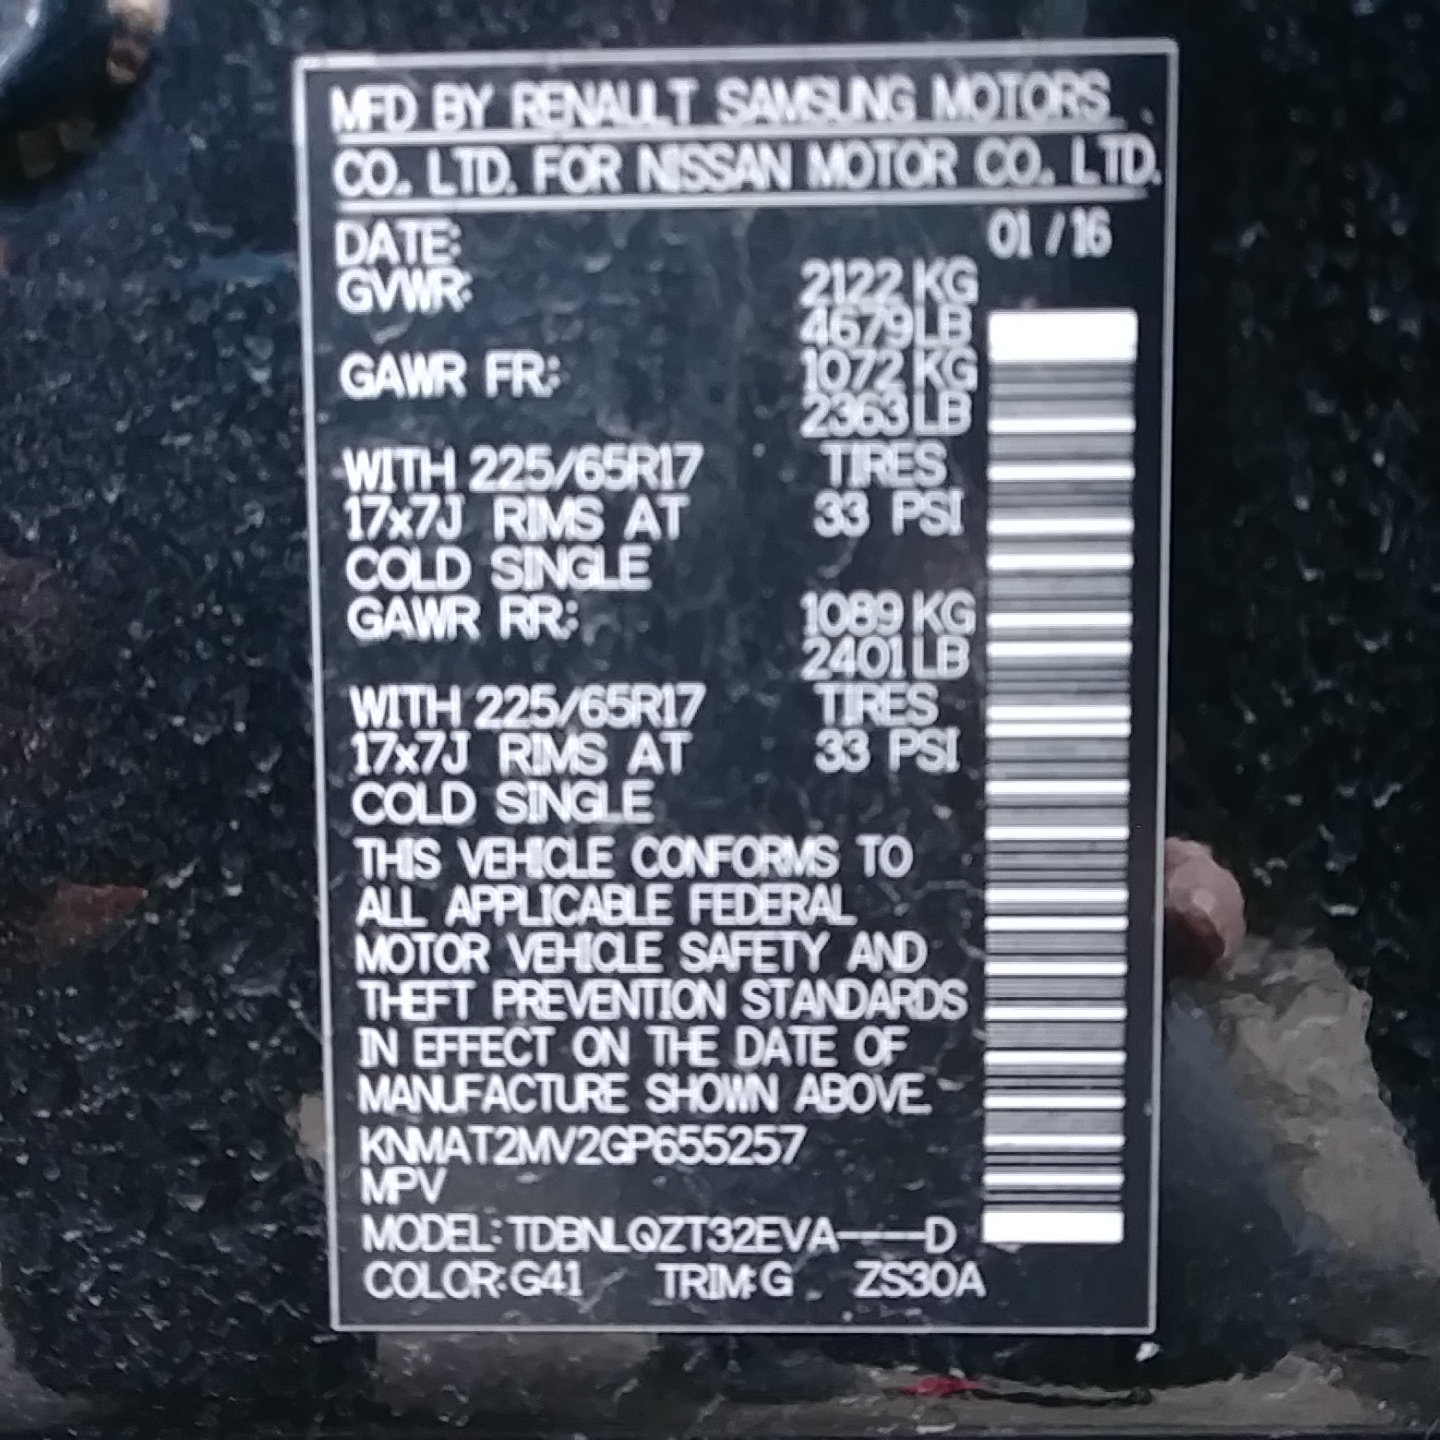 MFD BY RENAULT SAMSUNG MOTORS
CO., LTD. FOR NISSAN MOTOR CO., LTD.
DATE: 01 / 16
GVWR: 2122 KG
4679 LB
GAWR FR: 1072 KG
2363 LB
WITH 225/65R17 TIRES
17x7J RIMS AT 33 PSI
COLD SINGLE
GAWR RR: 1089 KG
2401 LB
WITH 225/65R17 TIRES
17x7J RIMS AT 33 PSI
COLD SINGLE
THIS VEHICLE CONFORMS TO
ALL APPLICABLE FEDERAL
MOTOR VEHICLE SAFETY AND
THEFT PREVENTION STANDARDS
IN EFFECT ON THE DATE OF
MANUFACTURE SHOWN ABOVE.
KNMAT2MV2GP655257
MPV
MODEL: TDBNLQZT32EVA----D
COLOR: G41 TRIM: G ZS30A